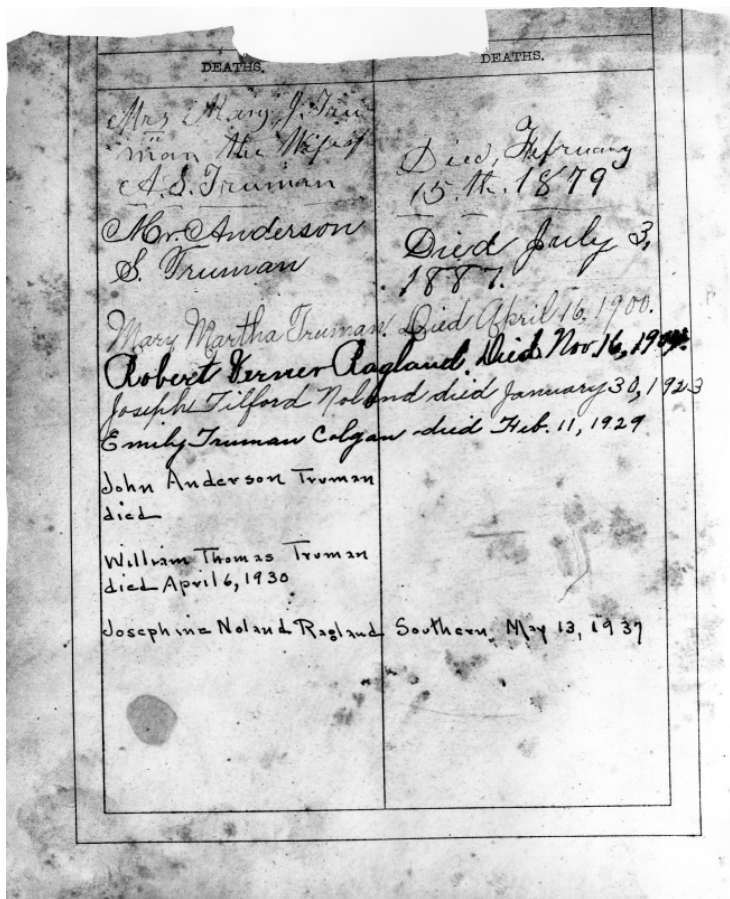 DEATHS.
DEATHS.
Mrs Mary J. Tru
man the Wife of
A. S. Truman
Died, February
15.th. 1879
Mr. Anderson
S. Truman
Died July 3,
1887.
Mary Martha Truman. Died April 16, 1900.
Robert Verner Ragland. Died Nov. 16,
Joseph Tilford Noland died January 30, 1923
Emily Truman Colgan died Feb. 11, 1929
John Anderson Truman
died
William Thomas Truman
died April 6, 1930
Josephine Noland Ragland Southern. May 13, 1937